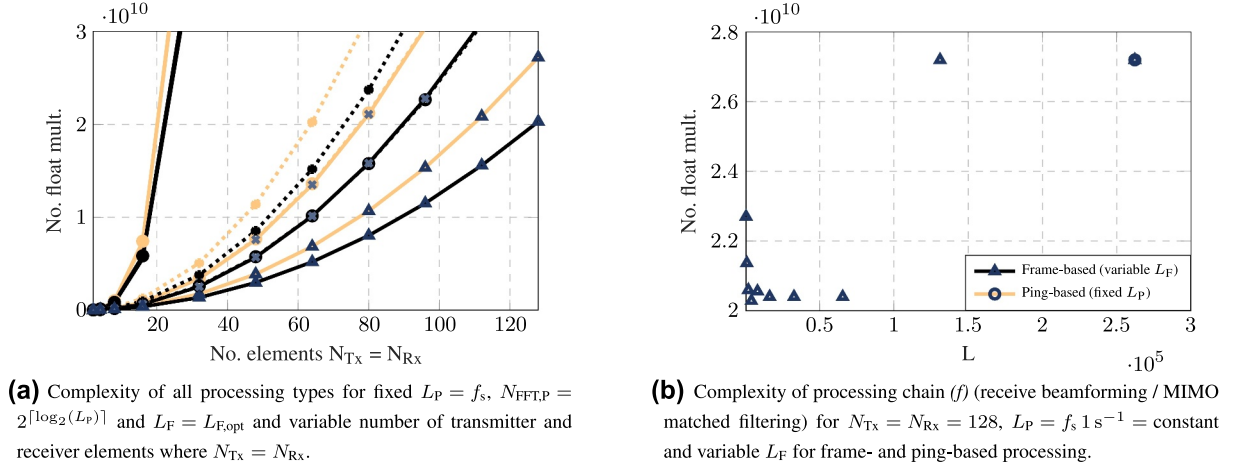 ·10^10
3
2
1
0
No. float mult.
20 40 60 80 100 120
No. elements N_Tx = N_Rx
(a) Complexity of all processing types for fixed L_P = f_s, N_FFT,P =
2^⌈log_2(L_P)⌉ and L_F = L_F,opt and variable number of transmitter and
receiver elements where N_Tx = N_Rx.
·10^10
2.8
2.6
2.4
2.2
2
No. float mult.
Frame-based (variable L_F)
Ping-based (fixed L_P)
0.5 1 1.5 2 2.5 3
L
·10^5
(b) Complexity of processing chain (f) (receive beamforming / MIMO
matched filtering) for N_Tx = N_Rx = 128, L_P = f_s 1 s^−1 = constant
and variable L_F for frame- and ping-based processing.